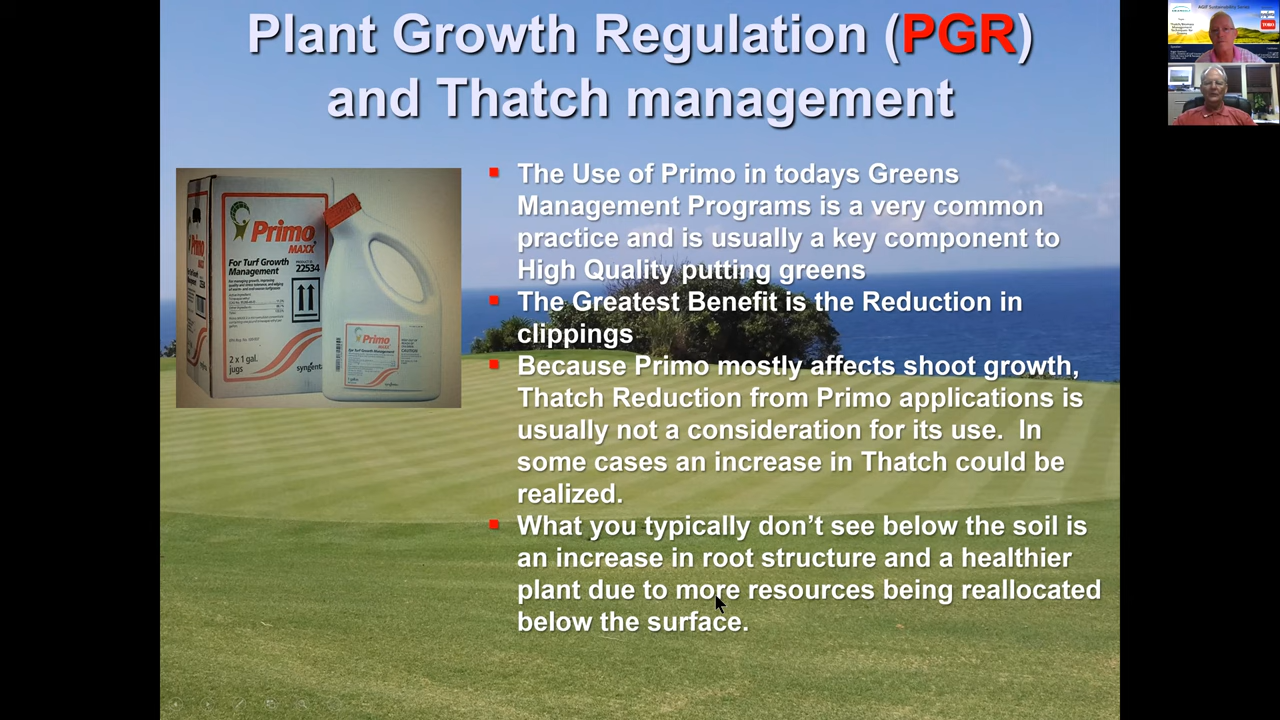 Plant Growth Regulation (PGR)
and Thatch management
The Use of Primo in todays Greens
Management Programs is a very common
practice and is usually a key component to
High Quality putting greens
The Greatest Benefit is the Reduction in
clippings
Because Primo mostly affects shoot growth,
Thatch Reduction from Primo applications is
usually not a consideration for its use. In
some cases an increase in Thatch could be
realized.
What you typically don't see below the soil is
an increase in root structure and a healthier
plant due to more resources being reallocated
below the surface.
Primo
MAXX
For Turf Growth
Management
22534
2 x 1 gal.
jugs
Primo
MAXX
TORO